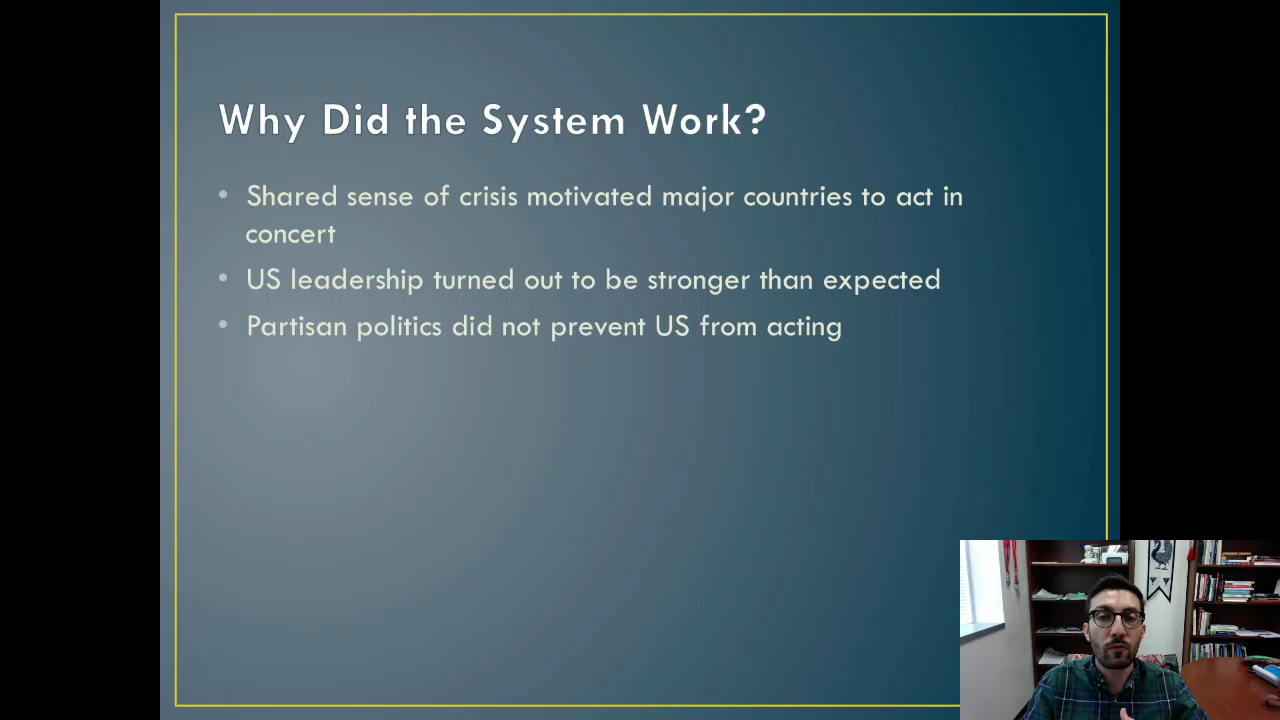 Why Did the System Work?
• Shared sense of crisis motivated major countries to act in
concert
• US leadership turned out to be stronger than expected
• Partisan politics did not prevent US from acting